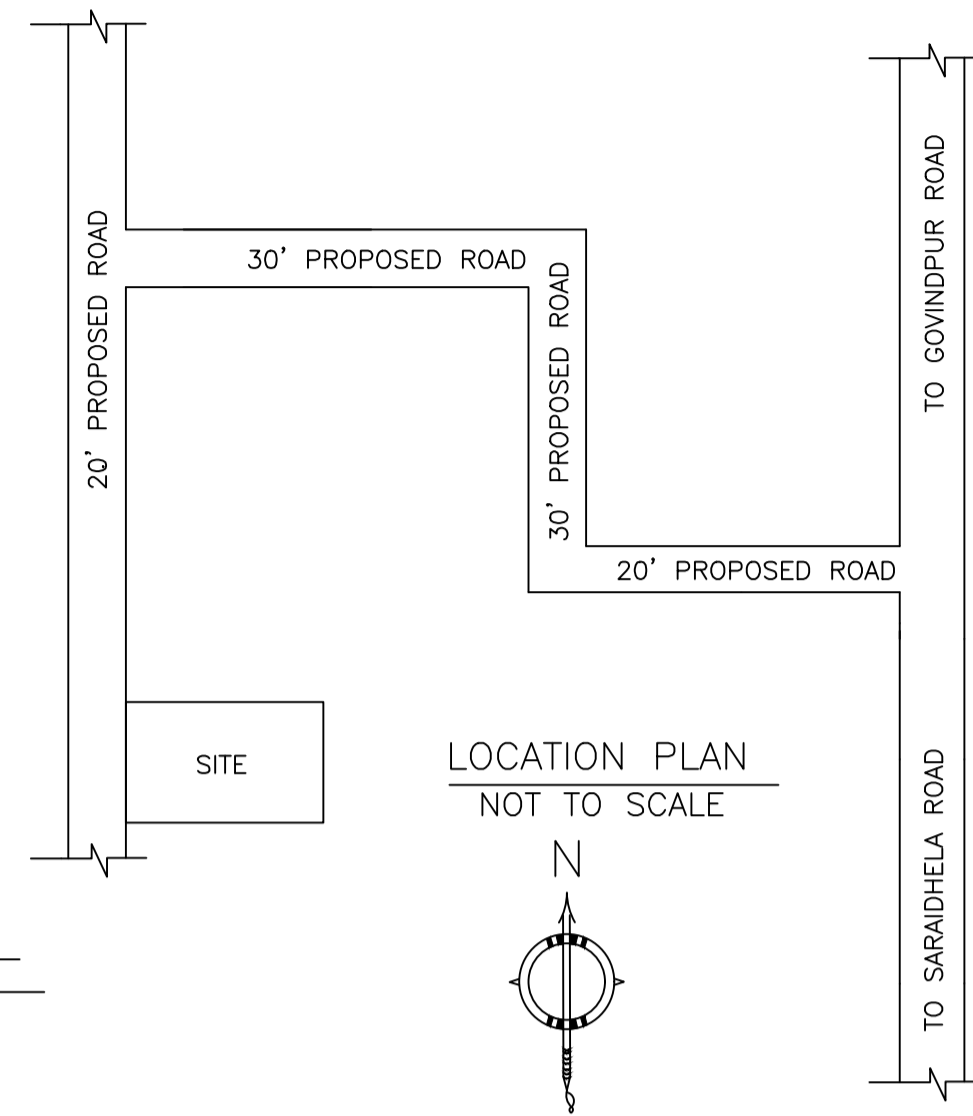 20' PROPOSED ROAD
30' PROPOSED ROAD
30' PROPOSED ROAD
TO GOVINDPUR ROAD
20' PROPOSED ROAD
SITE
LOCATION PLAN
NOT TO SCALE
N
TO SARAIDHELA ROAD